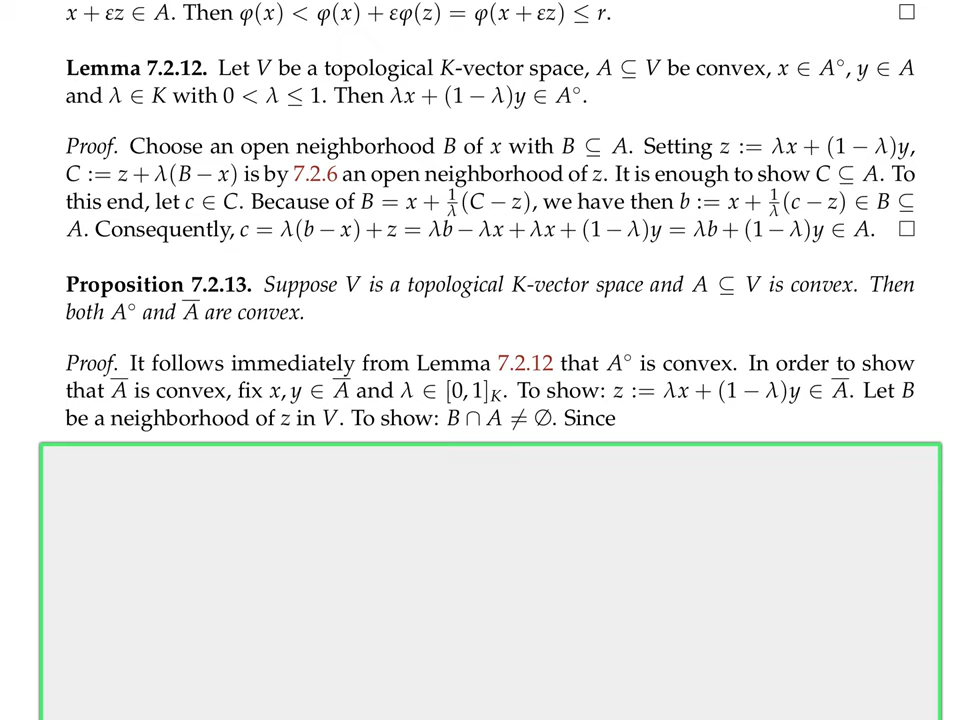 x + εz ∈ A. Then φ(x) < φ(x) + εφ(z) = φ(x + εz) ≤ r. □
Lemma 7.2.12. Let V be a topological K-vector space, A ⊆ V be convex, x ∈ A°, y ∈ A
and λ ∈ K with 0 < λ ≤ 1. Then λx + (1 − λ)y ∈ A°.
Proof. Choose an open neighborhood B of x with B ⊆ A. Setting z := λx + (1 − λ)y,
C := z + λ(B − x) is by 7.2.6 an open neighborhood of z. It is enough to show C ⊆ A. To
this end, let c ∈ C. Because of B = x + 1/λ (C − z), we have then b := x + 1/λ (c − z) ∈ B ⊆
A. Consequently, c = λ(b − x) + z = λb − λx + λx + (1 − λ)y = λb + (1 − λ)y ∈ A. □
Proposition 7.2.13. Suppose V is a topological K-vector space and A ⊆ V is convex. Then
both A° and A̅ are convex.
Proof. It follows immediately from Lemma 7.2.12 that A° is convex. In order to show
that A̅ is convex, fix x, y ∈ A̅ and λ ∈ [0, 1]_K. To show: z := λx + (1 − λ)y ∈ A̅. Let B
be a neighborhood of z in V. To show: B ∩ A ≠ ∅. Since